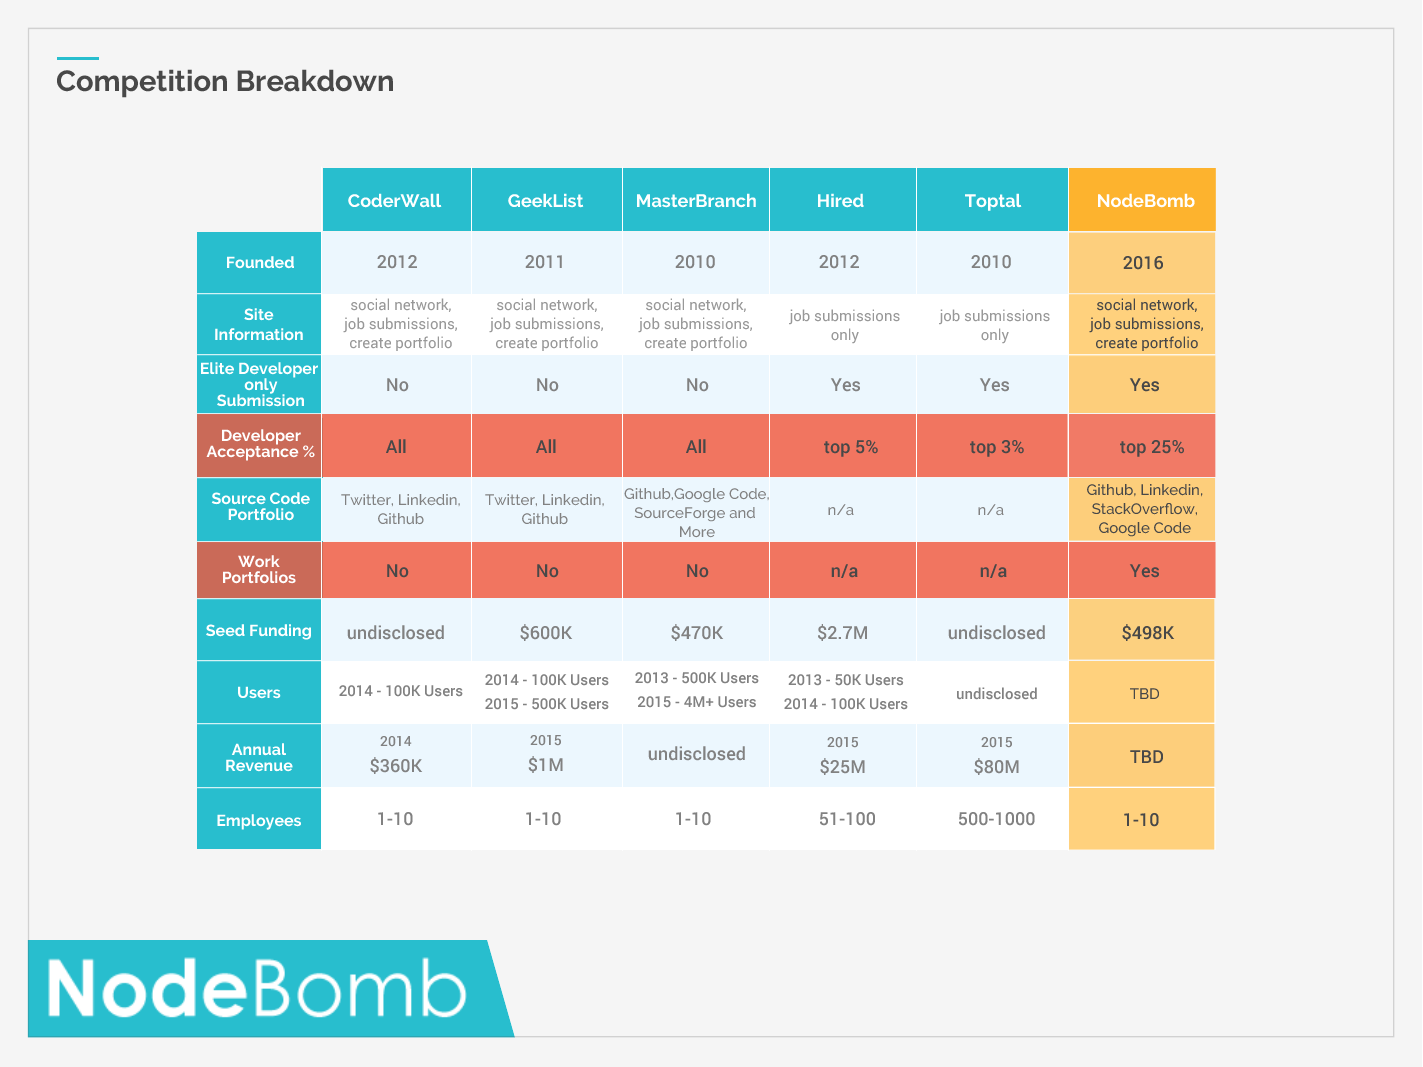 Competition Breakdown
CoderWall GeekList MasterBranch Hired Toptal NodeBomb
Founded 2012 2011 2010 2012 2010 2016
Site
Information
social network,
job submissions,
create portfolio
social network,
job submissions,
create portfolio
social network,
job submissions,
create portfolio
job submissions
only
job submissions
only
social network,
job submissions,
create portfolio
Elite Developer
only
Submission
No No No Yes Yes Yes
Developer
Acceptance %
All All All top 5% top 3% top 25%
Source Code
Portfolio
Twitter, Linkedin,
Github
Twitter, Linkedin,
Github
Github,Google Code,
SourceForge and
More
n/a
n/a
Github, Linkedin,
StackOverflow,
Google Code
Work
Portfolios
No No No n/a n/a Yes
Seed Funding undisclosed $600K $470K $2.7M undisclosed $498K
Users
2014 - 100K Users
2014 - 100K Users
2015 - 500K Users
2013 - 500K Users
2015 - 4M+ Users
2013 - 50K Users
2014 - 100K Users
undisclosed
TBD
Annual
Revenue
2014
$360K
2015
$1M
undisclosed
2015
$25M
2015
$80M
TBD
Employees 1-10 1-10 1-10 51-100 500-1000 1-10
NodeBomb